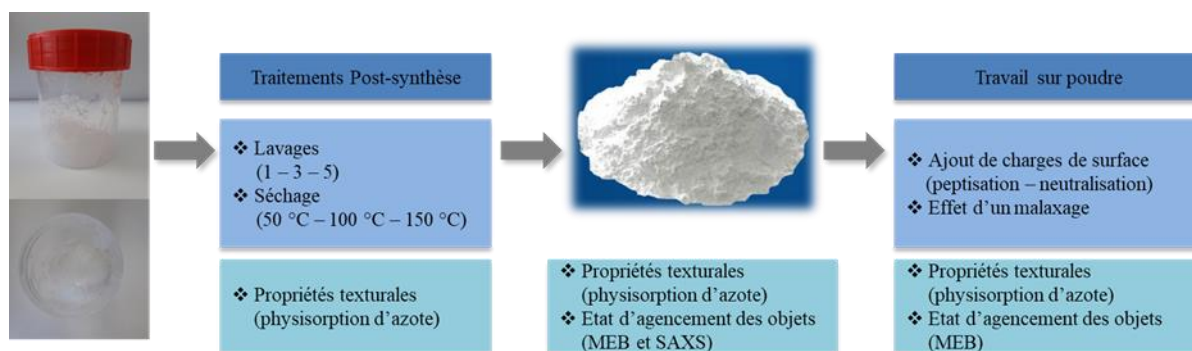 Traitements Post-synthèse
❖ Lavages
(1 – 3 – 5)
❖ Séchage
(50 °C – 100 °C – 150 °C)
❖ Propriétés texturales
(physisorption d’azote)
❖ Propriétés texturales
(physisorption d’azote)
❖ Etat d’agencement des objets
(MEB et SAXS)
Travail sur poudre
❖ Ajout de charges de surface
(peptisation – neutralisation)
❖ Effet d’un malaxage
❖ Propriétés texturales
(physisorption d’azote)
❖ Etat d’agencement des objets
(MEB)